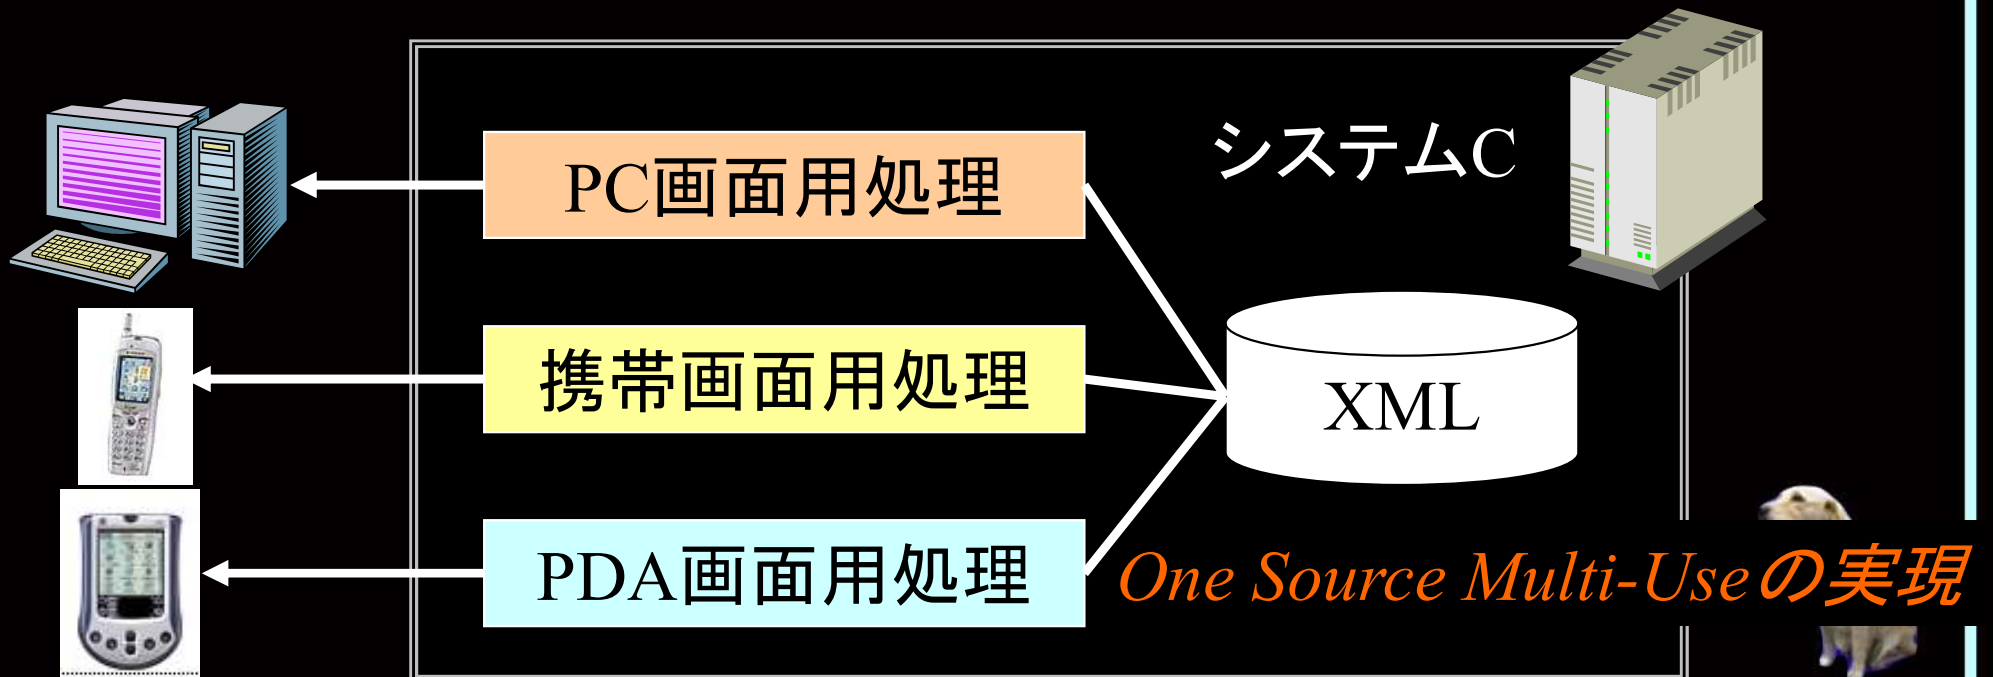 システムC
PC画面用処理
携帯画面用処理
XML
PDA画面用処理
One Source Multi-Useの実現